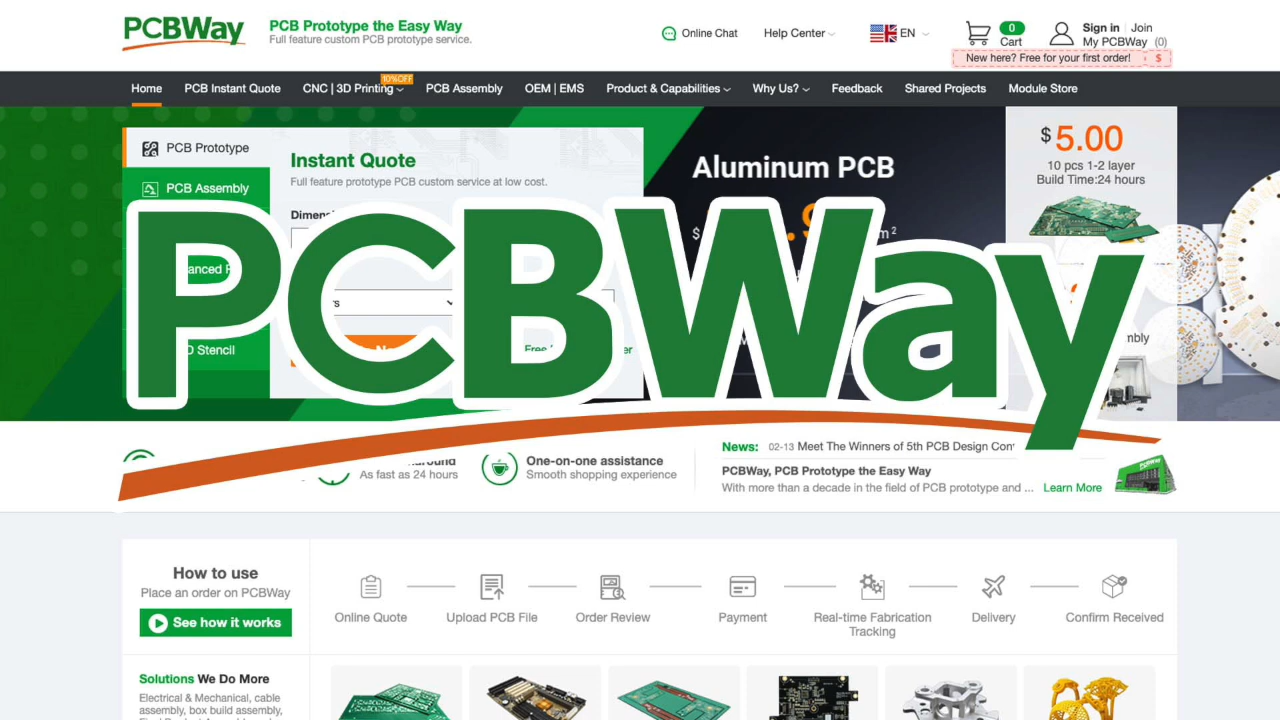 PCBWay
PCB Prototype the Easy Way
Full feature custom PCB prototype service.
Online Chat
Help Center
EN
0
Cart
Sign in
Join
My PCBWay (0)
New here? Free for your first order!
$
10%OFF
Home
PCB Instant Quote
CNC | 3D Printing
PCB Assembly
OEM | EMS
Product & Capabilities
Why Us?
Feedback
Shared Projects
Module Store
PCB Prototype
PCB Assembly
Instant Quote
Full feature prototype PCB custom service at low cost.
Aluminum PCB
$
$5.00
10 pcs 1-2 layer
Build Time:24 hours
PCBWay
As fast as 24 hours
One-on-one assistance
Smooth shopping experience
News:
02-13 Meet The Winners of 5th PCB Design
PCBWay, PCB Prototype the Easy Way
With more than a decade in the field of PCB prototype and ...
Learn More
How to use
Place an order on PCBWay
See how it works
Online Quote
Upload PCB File
Order Review
Payment
Real-time Fabrication
Tracking
Delivery
Confirm Received
Solutions We Do More
Electrical & Mechanical, cable
assembly, box build assembly,